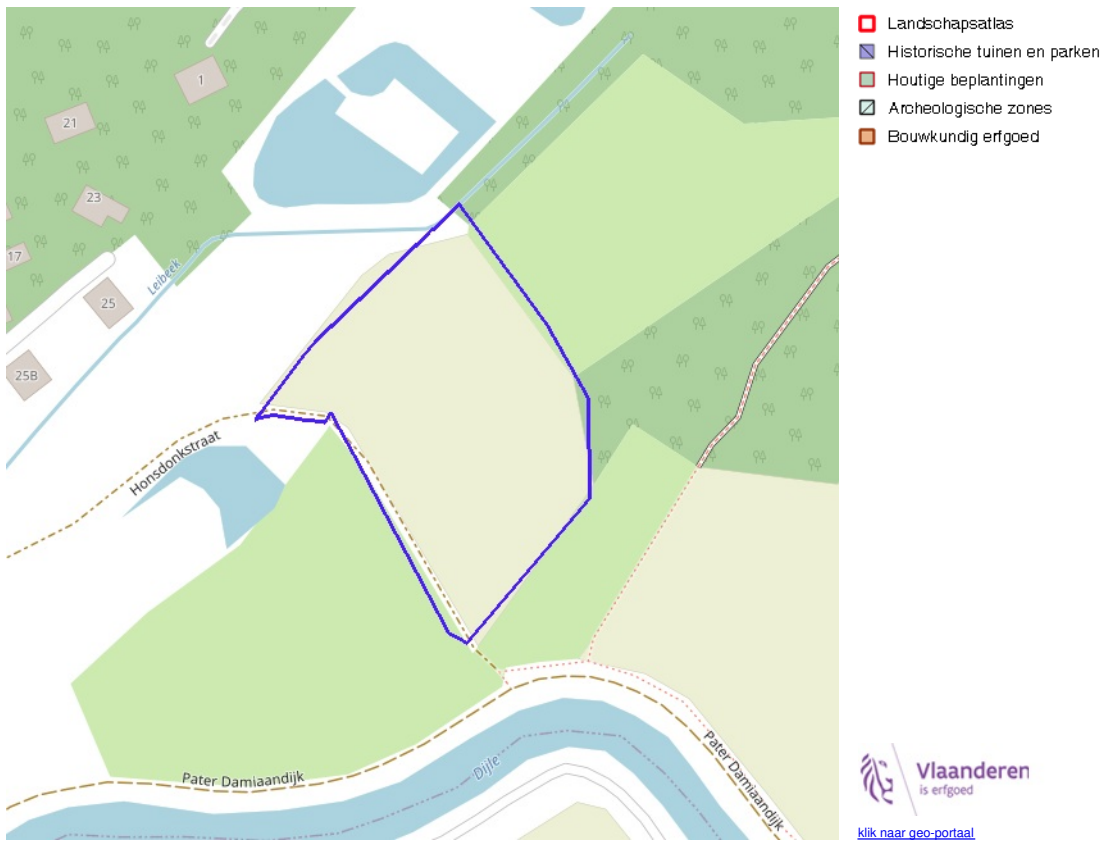 1
21
23
17
25
25B
Leibeek
Honsdonkstraat
Pater Damiaandijk
Dijle
Pater Damiaandijk
Landschapsatlas
Historische tuinen en parken
Houtige beplantingen
Archeologische zones
Bouwkundig erfgoed
Vlaanderen
is erfgoed
klik naar geo-portaal